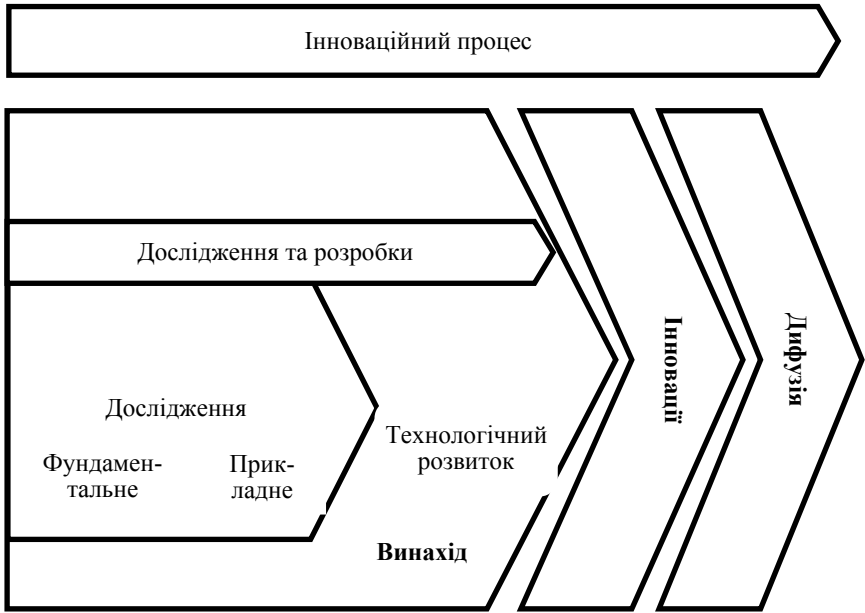 Інноваційний процес
Дослідження та розробки
Дослідження
Фундамен-
тальне
Прик-
ладне
Технологічний
розвиток
Винахід
Інновації
Дифузія